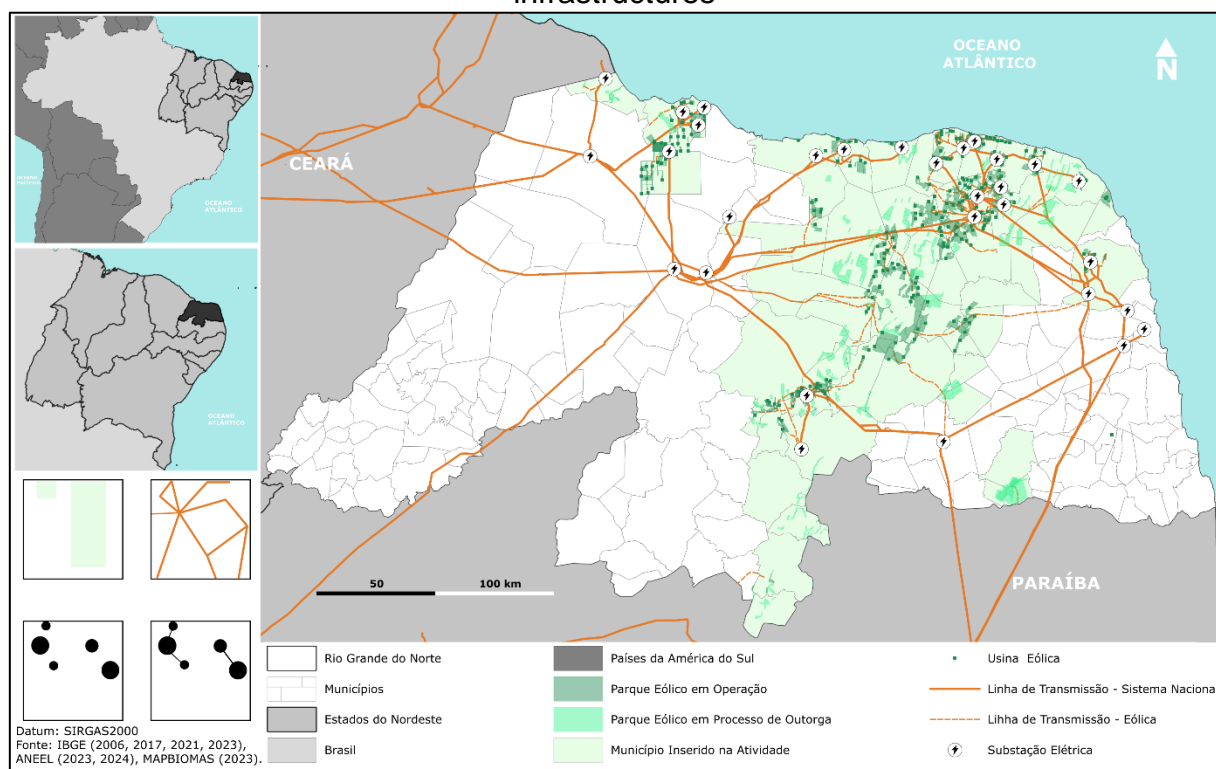 infrastructures
OCEANO
ATLÂNTICO
N
CEARÁ
PARAÍBA
OCEANO
PACÍFICO
OCEANO
ATLÂNTICO
OCEANO
ATLÂNTICO
50
100 km
Rio Grande do Norte
Municípios
Estados do Nordeste
Brasil
Países da América do Sul
Parque Eólico em Operação
Parque Eólico em Processo de Outorga
Município Inserido na Atividade
Usina Eólica
Linha de Transmissão - Sistema Naciona
Lihha de Transmissão - Eólica
Substação Elétrica
Datum: SIRGAS2000
Fonte: IBGE (2006, 2017, 2021, 2023),
ANEEL (2023, 2024), MAPBIOMAS (2023).